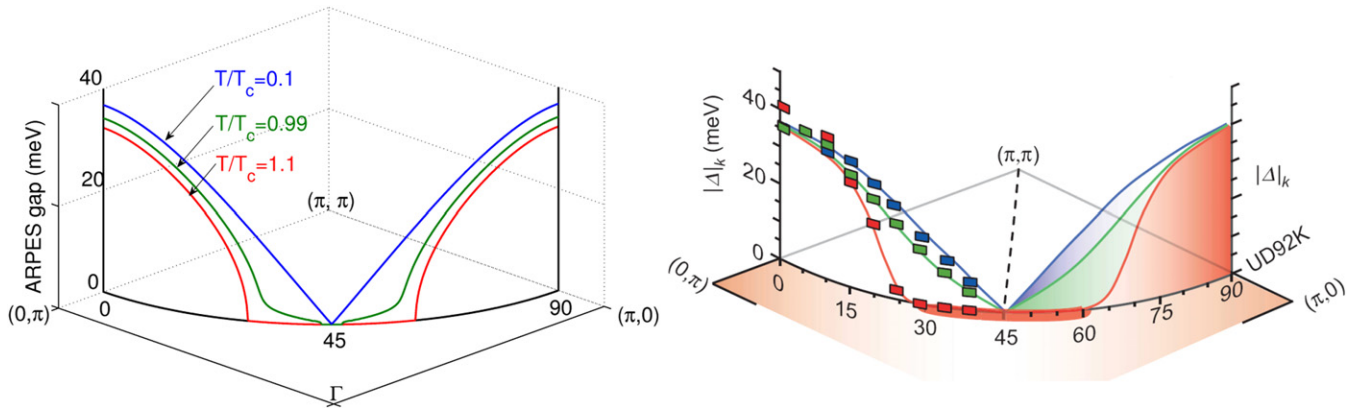 40
T/Tc=0.1
T/Tc=0.99
T/Tc=1.1
20
0
ARPES gap (meV)
(π, π)
(0,π)
0
45
90
(π,0)
Γ
40
20
0
|Δ|k (meV)
(π,π)
|Δ|k
UD92K
(0,π)
0
15
30
45
60
75
90
(π,0)